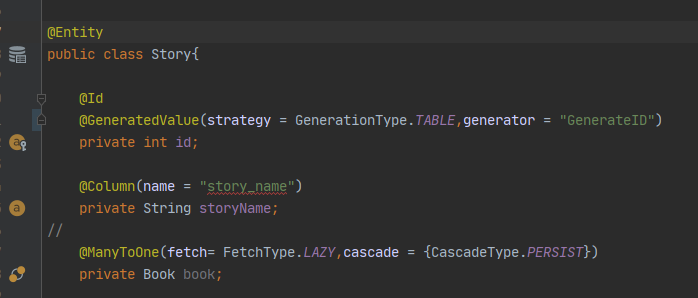 @Entity
public class Story{
@Id
@GeneratedValue(strategy = GenerationType.TABLE,generator = "GenerateID")
private int id;
@Column(name = "story_name")
private String storyName;
//
@ManyToOne(fetch= FetchType.LAZY,cascade = {CascadeType.PERSIST})
private Book book;